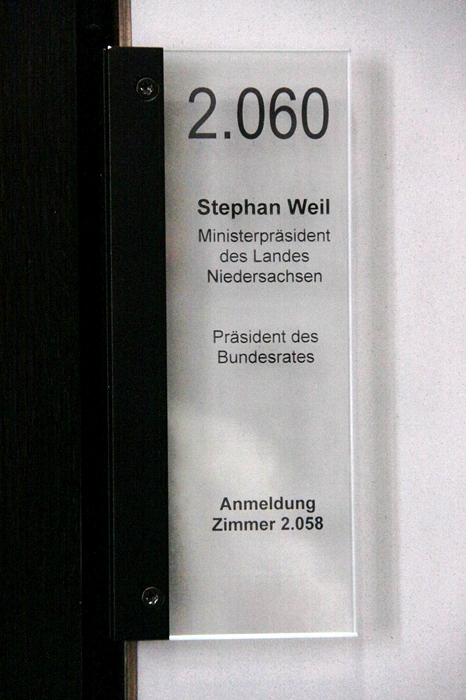 2.060
Stephan Weil
Ministerpräsident
des Landes
Niedersachsen
Präsident des
Bundesrates
Anmeldung
Zimmer 2.058